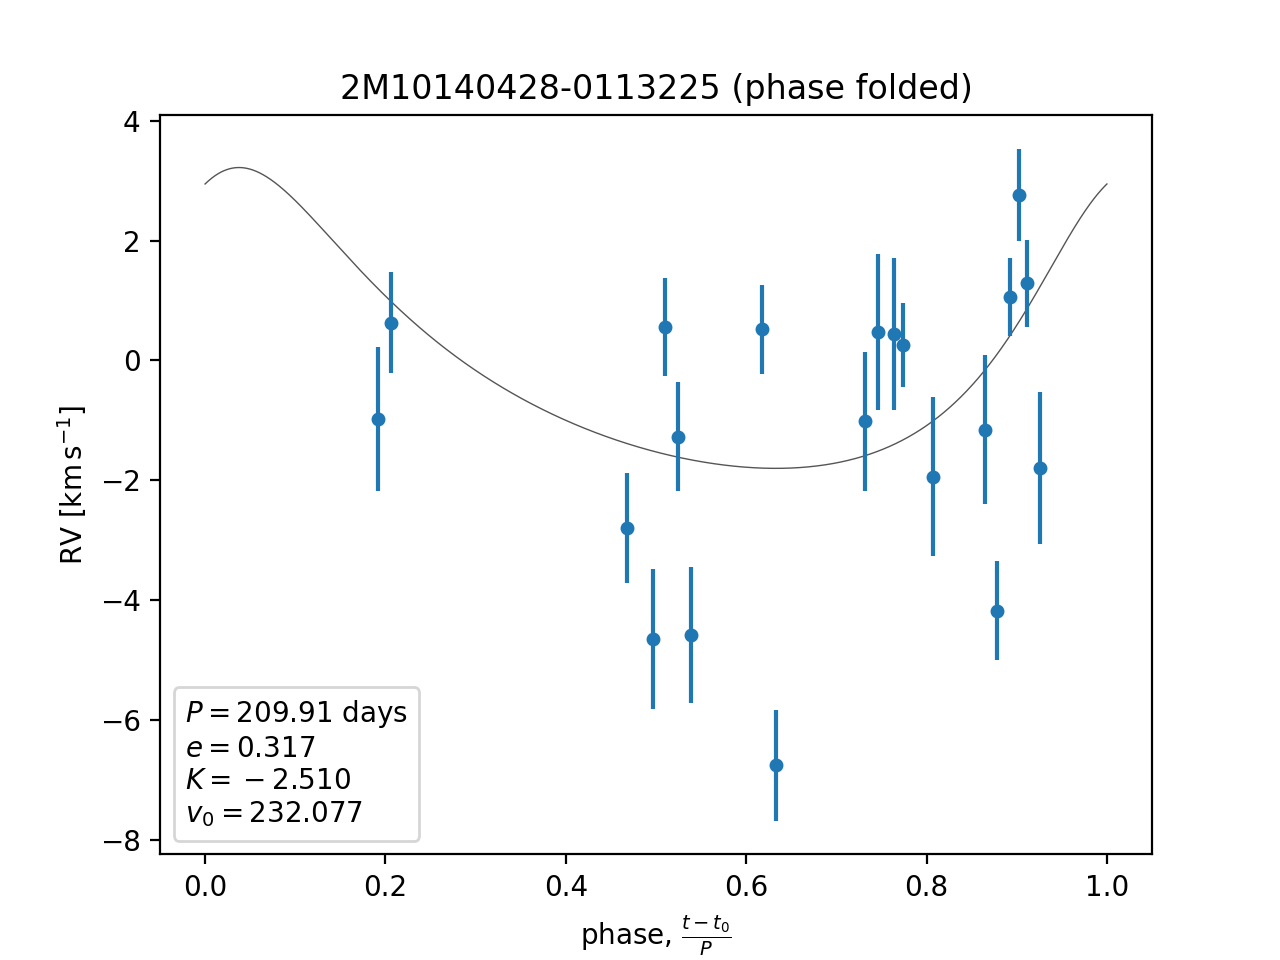 2M10140428-0113225 (phase folded)
4
2
0
−2
−4
−6
−8
RV [km s⁻¹]
P = 209.91 days
e = 0.317
K = −2.510
v₀ = 232.077
0.0 0.2 0.4 0.6 0.8 1.0
phase, (t − t₀)/P